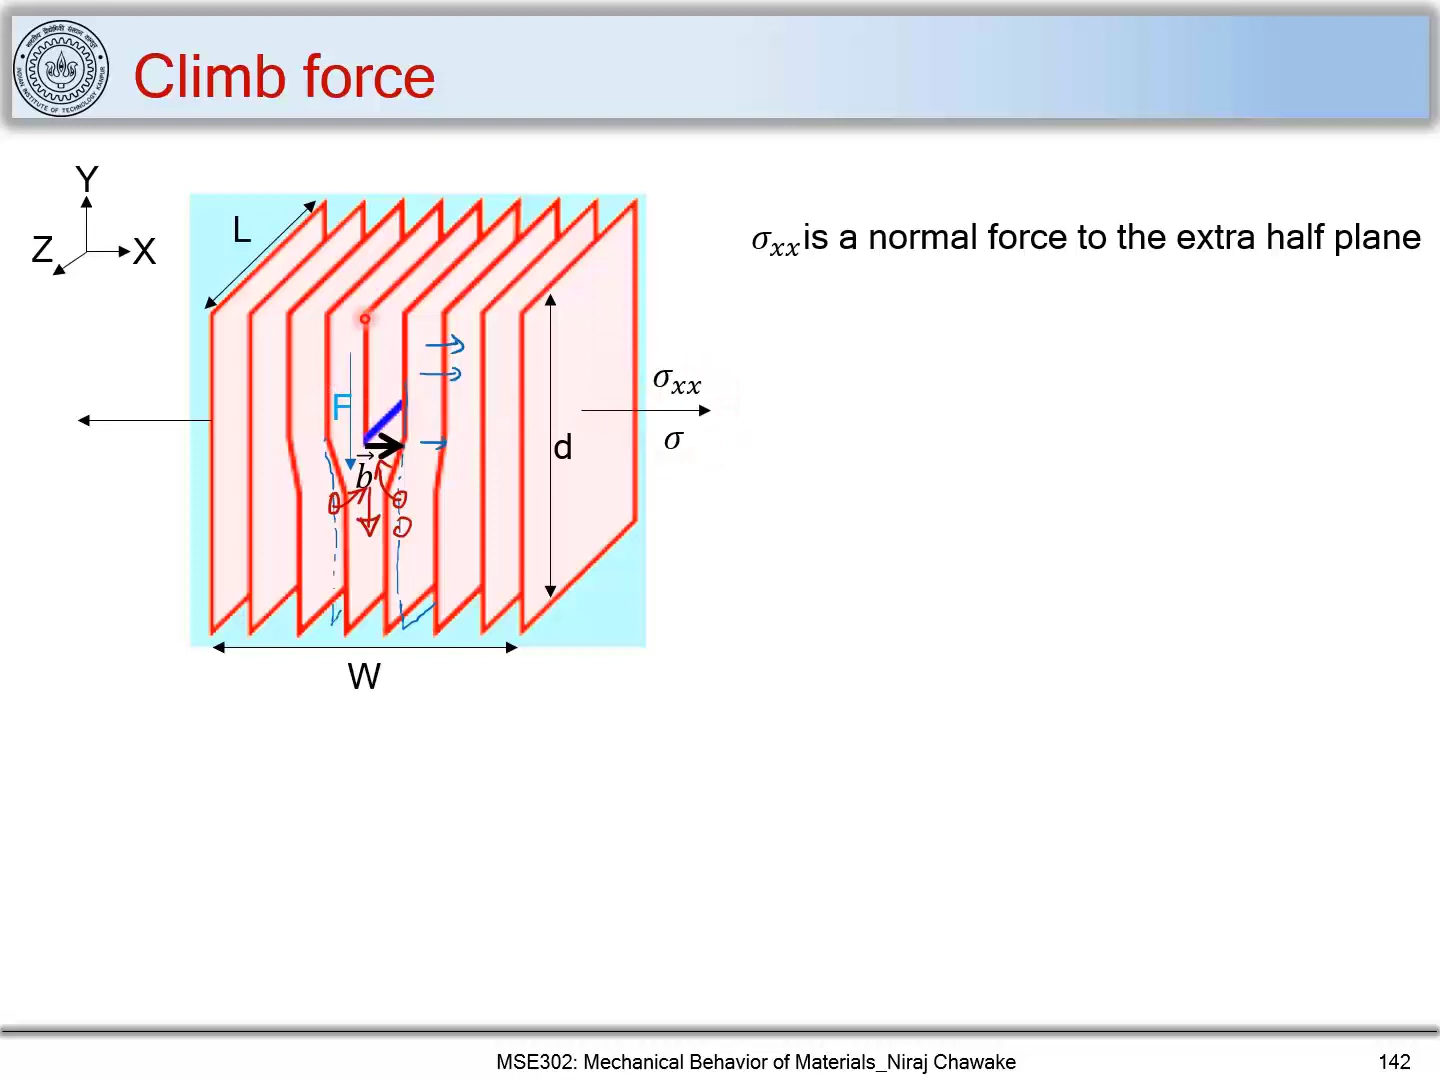 Climb force
Y
Z
X
L
σxx is a normal force to the extra half plane
F
b
d
σxx
σ
W
MSE302: Mechanical Behavior of Materials_Niraj Chawake
142